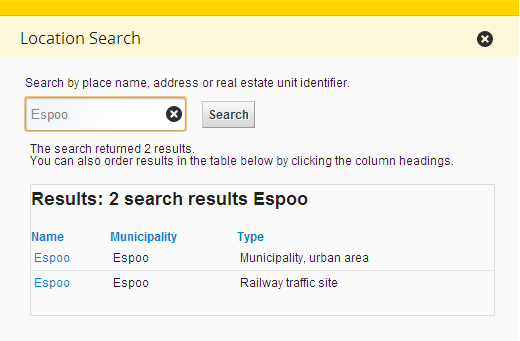 Location Search
Search by place name, address or real estate unit identifier.
Espoo
Search
The search returned 2 results.
You can also order results in the table below by clicking the column headings.
Results: 2 search results Espoo
Name Municipality Type
Espoo Espoo Municipality, urban area
Espoo Espoo Railway traffic site